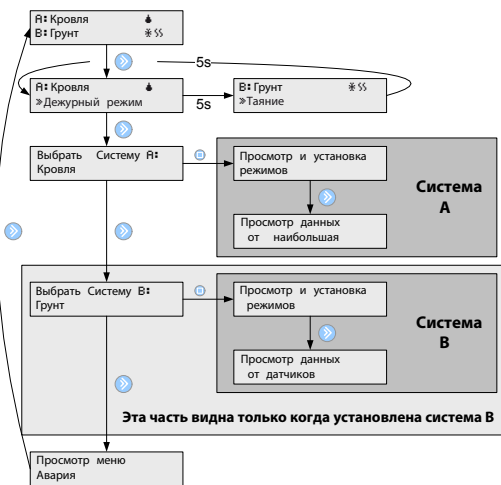 A: Кровля
B: Грунт
5s
A: Кровля
»Дежурный режим
5s
B: Грунт
»Таяние
Выбрать Систему A:
Кровля
Просмотр и установка
режимов
Система
A
Просмотр данных
от наибольшая
Выбрать Систему B:
Грунт
Просмотр и установка
режимов
Система
B
Просмотр данных
от датчиков
Эта часть видна только когда установлена система B
Просмотр меню
Авария